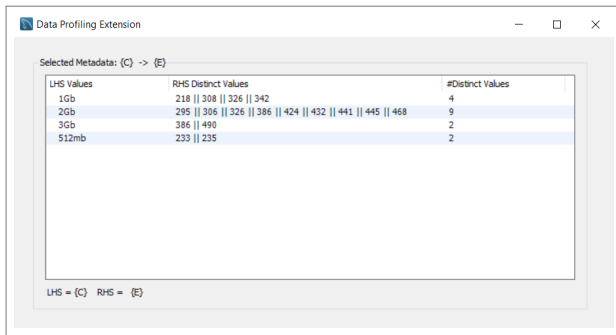 Data Profiling Extension
Selected Metadata: {C} -> {E}
LHS Values RHS Distinct Values #Distinct Values
1Gb 218 || 308 || 326 || 342 4
2Gb 295 || 306 || 326 || 386 || 424 || 432 || 441 || 445 || 468 9
3Gb 386 || 490 2
512mb 233 || 235 2
LHS = {C} RHS = {E}